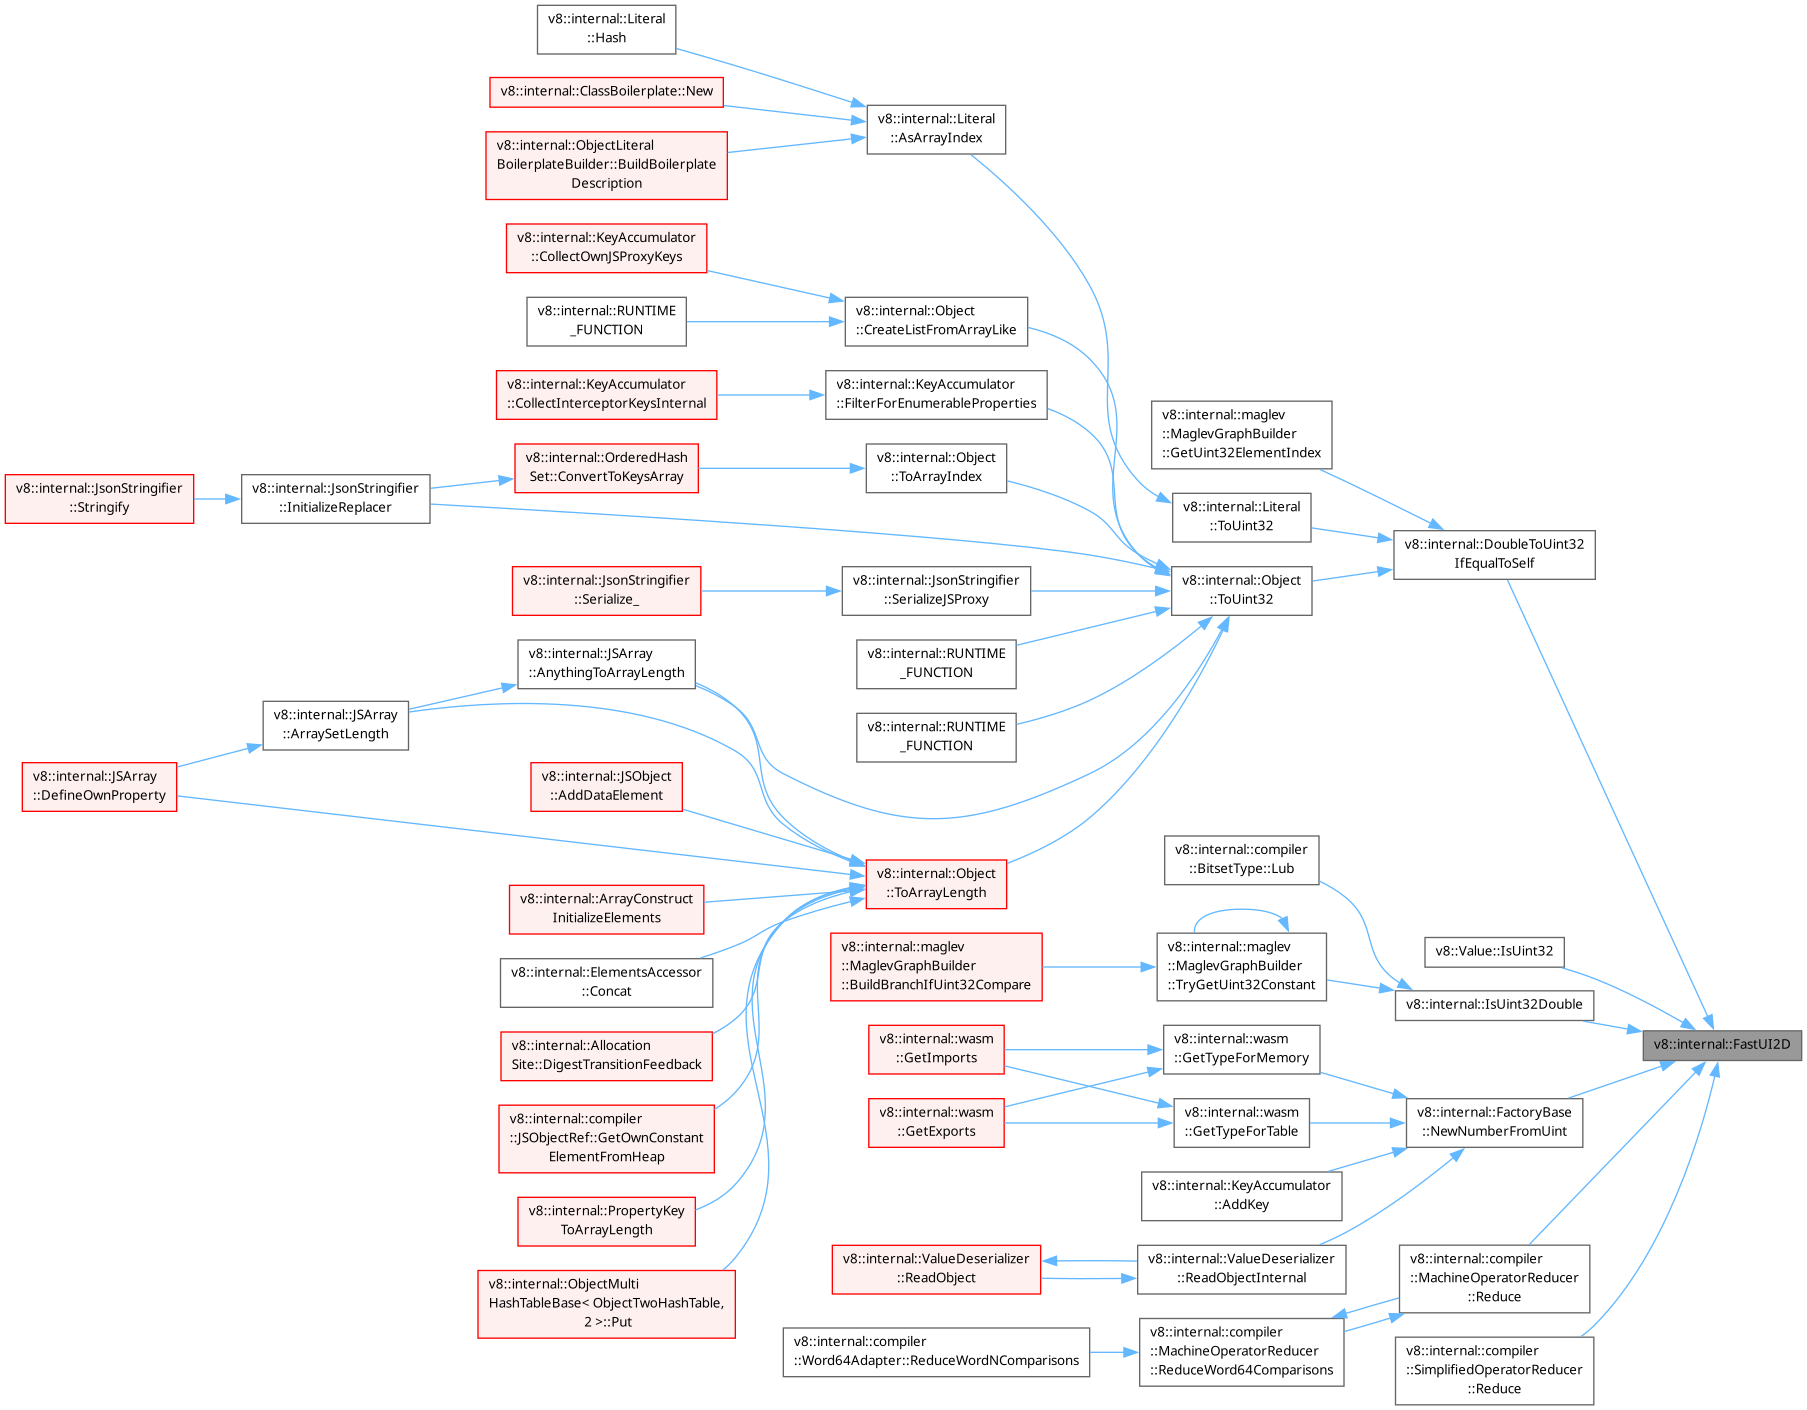 v8::internal::Literal
::Hash
v8::internal::ClassBoilerplate::New
v8::internal::ObjectLiteral
BoilerplateBuilder::BuildBoilerplate
Description
v8::internal::Literal
::AsArrayIndex
v8::internal::KeyAccumulator
::CollectOwnJSProxyKeys
v8::internal::RUNTIME
_FUNCTION
v8::internal::Object
::CreateListFromArrayLike
v8::internal::KeyAccumulator
::CollectInterceptorKeysInternal
v8::internal::KeyAccumulator
::FilterForEnumerableProperties
v8::internal::maglev
::MaglevGraphBuilder
::GetUint32ElementIndex
v8::internal::JsonStringifier
::Stringify
v8::internal::JsonStringifier
::InitializeReplacer
v8::internal::OrderedHash
Set::ConvertToKeysArray
v8::internal::Object
::ToArrayIndex
v8::internal::Literal
::ToUint32
v8::internal::DoubleToUint32
IfEqualToSelf
v8::internal::JsonStringifier
::Serialize_
v8::internal::JsonStringifier
::SerializeJSProxy
v8::internal::Object
::ToUint32
v8::internal::JSArray
::AnythingToArrayLength
v8::internal::RUNTIME
_FUNCTION
v8::internal::JSArray
::ArraySetLength
v8::internal::RUNTIME
_FUNCTION
v8::internal::JSArray
::DefineOwnProperty
v8::internal::JSObject
::AddDataElement
v8::internal::compiler
::BitsetType::Lub
v8::internal::ArrayConstruct
InitializeElements
v8::internal::Object
::ToArrayLength
v8::internal::maglev
::MaglevGraphBuilder
::BuildBranchIfUint32Compare
v8::internal::maglev
::MaglevGraphBuilder
::TryGetUint32Constant
v8::Value::IsUint32
v8::internal::ElementsAccessor
::Concat
v8::internal::IsUint32Double
v8::internal::FastUI2D
v8::internal::Allocation
Site::DigestTransitionFeedback
v8::internal::wasm
::GetImports
v8::internal::wasm
::GetTypeForMemory
v8::internal::compiler
::JSObjectRef::GetOwnConstant
ElementFromHeap
v8::internal::wasm
::GetExports
v8::internal::wasm
::GetTypeForTable
v8::internal::FactoryBase
::NewNumberFromUint
v8::internal::PropertyKey
ToArrayLength
v8::internal::KeyAccumulator
::AddKey
v8::internal::ObjectMulti
HashTableBase< ObjectTwoHashTable,
2 >::Put
v8::internal::ValueDeserializer
::ReadObject
v8::internal::ValueDeserializer
::ReadObjectInternal
v8::internal::compiler
::MachineOperatorReducer
::Reduce
v8::internal::compiler
::Word64Adapter::ReduceWordNComparisons
v8::internal::compiler
::MachineOperatorReducer
::ReduceWord64Comparisons
v8::internal::compiler
::SimplifiedOperatorReducer
::Reduce